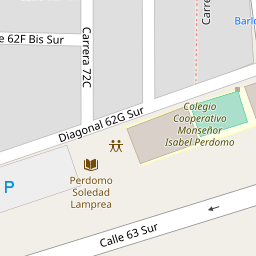 e 62F Bis Sur
Carrera 72C
Carre
Barlo
Diagonal 62G Sur
Colegio
Cooperativo
Monseñor
Isabel Perdomo
P
Perdomo
Soledad
Lamprea
Calle 63 Sur